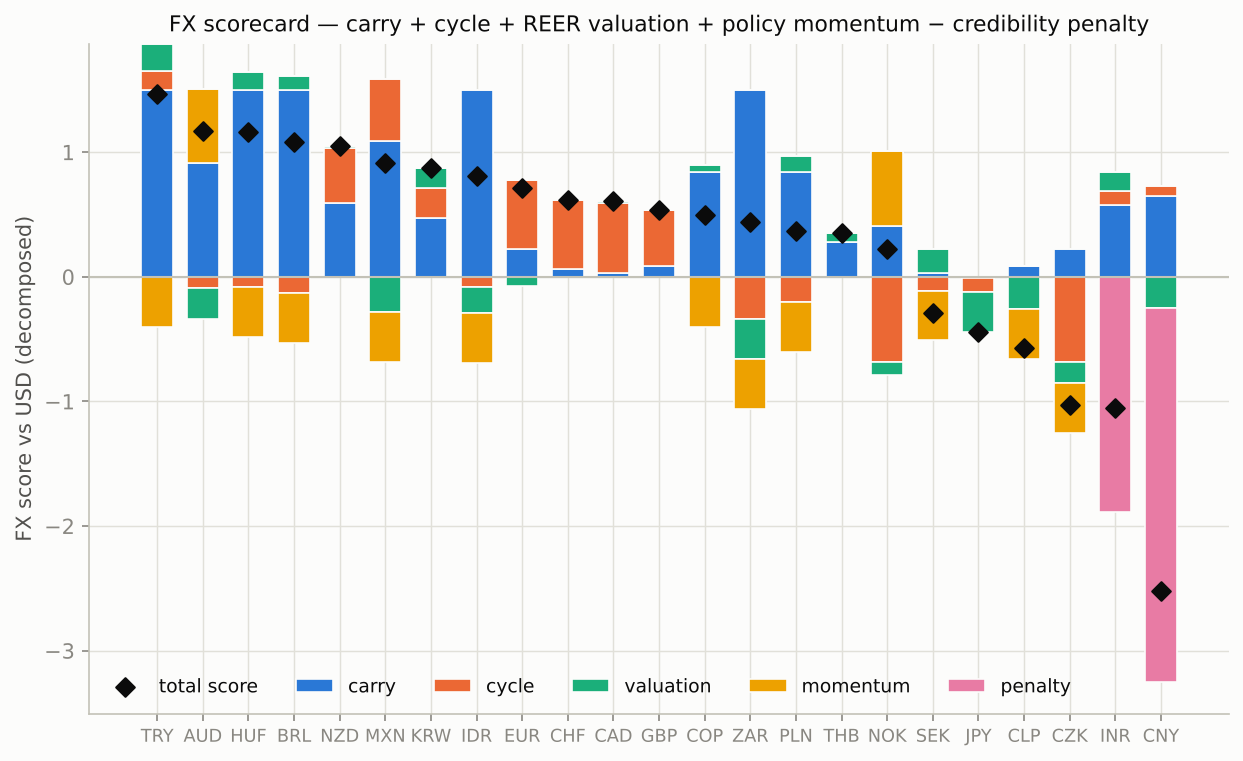 FX scorecard — carry + cycle + REER valuation + policy momentum − credibility penalty
FX score vs USD (decomposed)
1
0
−1
−2
−3
total score carry cycle valuation momentum penalty
TRY AUD HUF BRL NZD MXN KRW IDR EUR CHF CAD GBP COP ZAR PLN THB NOK SEK JPY CLP CZK INR CNY